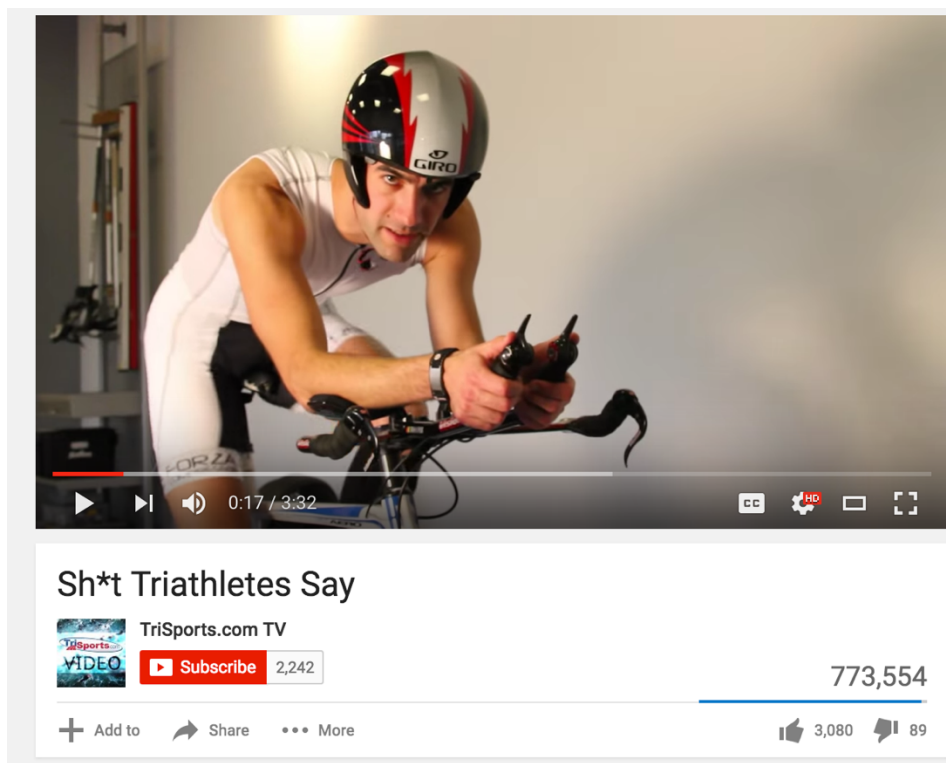 GIRO
FORZA
AERO
0:17 / 3:32
CC
HD
Sh*t Triathletes Say
TriSports.com TV
TriSports.com
VIDEO
Subscribe 2,242
773,554
Add to Share More
3,080 89